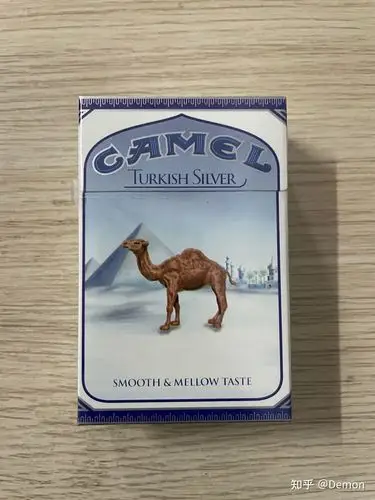 CAMEL
TURKISH SILVER
SMOOTH & MELLOW TASTE
知乎 @Demon